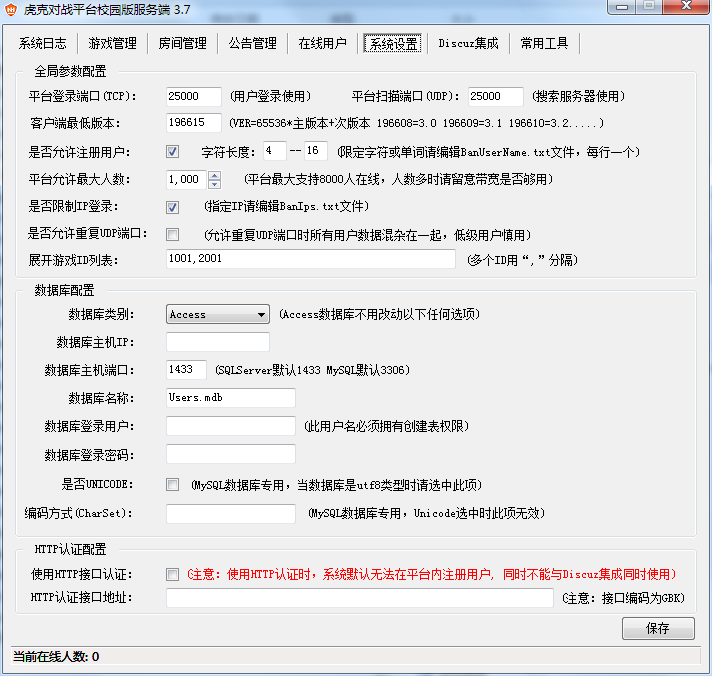 虎克对战平台校园版服务端 3.7
系统日志 游戏管理 房间管理 公告管理 在线用户 系统设置 Discuz集成 常用工具
全局参数配置
平台登录端口(TCP): 25000 (用户登录使用) 平台扫描端口(UDP): 25000 (搜索服务器使用)
客户端最低版本: 196615 (VER=65536*主版本+次版本 196608=3.0 196609=3.1 196610=3.2.....)
是否允许注册用户: 字符长度: 4 -- 16 (限定字符或单词请编辑BanUserName.txt文件，每行一个)
平台允许最大人数: 1,000 (平台最大支持8000人在线，人数多时请留意带宽是否够用)
是否限制IP登录: (指定IP请编辑BanIps.txt文件)
是否允许重复UDP端口: (允许重复UDP端口时所有用户数据混杂在一起，低级用户慎用)
展开游戏ID列表: 1001,2001 (多个ID用“,”分隔)
数据库配置
数据库类别: Access (Access数据库不用改动以下任何选项)
数据库主机IP:
数据库主机端口: 1433 (SQLServer默认1433 MySQL默认3306)
数据库名称: Users.mdb
数据库登录用户: (此用户名必须拥有创建表权限)
数据库登录密码:
是否UNICODE: (MySQL数据库专用，当数据库是utf8类型时请选中此项)
编码方式(CharSet): (MySQL数据库专用，Unicode选中时此项无效)
HTTP认证配置
使用HTTP接口认证: (注意：使用HTTP认证时，系统默认无法在平台内注册用户, 同时不能与Discuz集成同时使用)
HTTP认证接口地址: (注意：接口编码为GBK)
保存
当前在线人数: 0